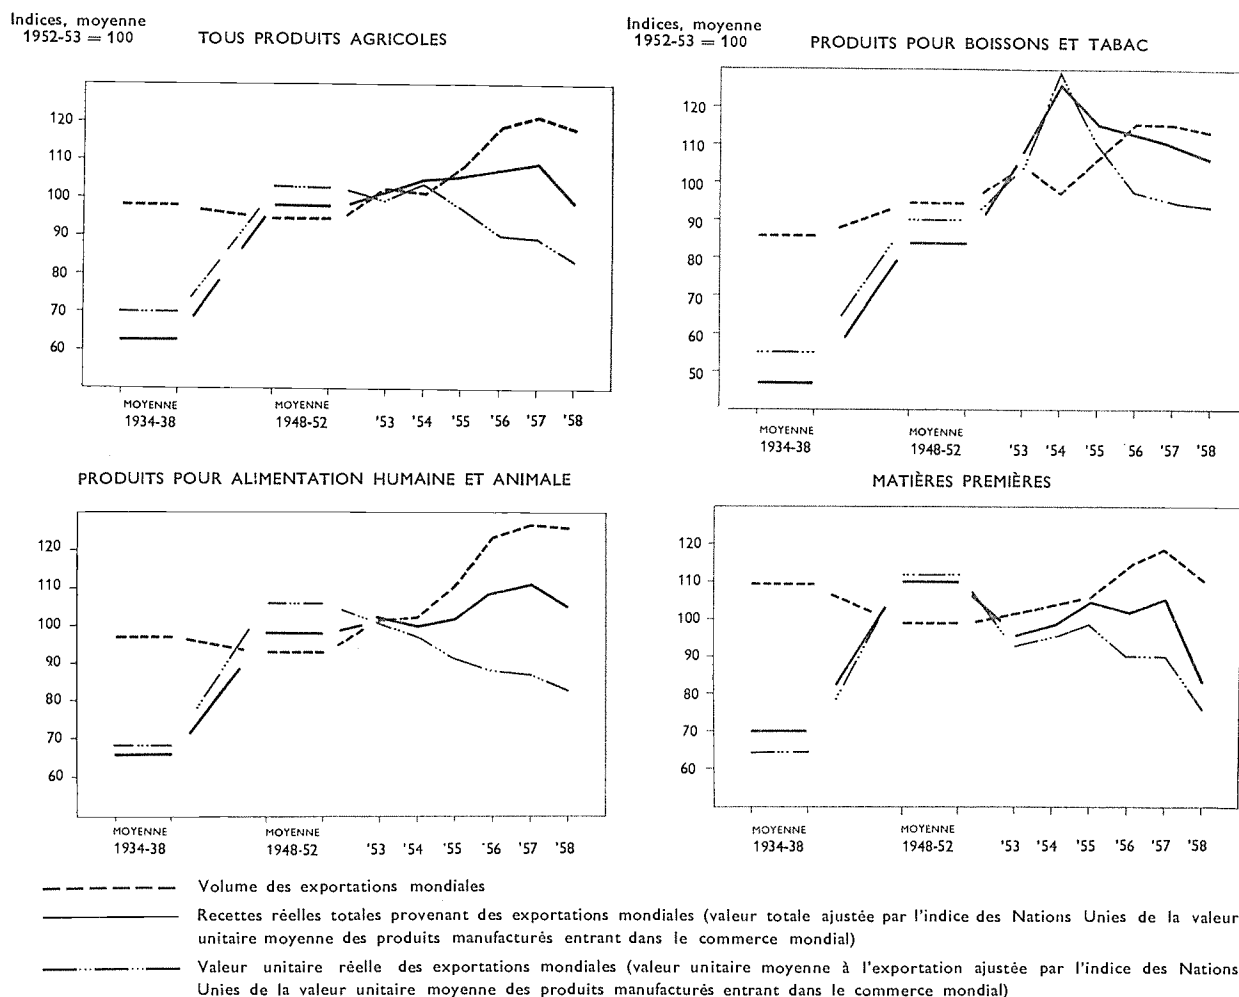 Indices, moyenne
1952-53 = 100
TOUS PRODUITS AGRICOLES
120
110
100
90
80
70
60
MOYENNE
1934-38
MOYENNE
1948-52
'53 '54 '55 '56 '57 '58
Indices, moyenne
1952-53 = 100
PRODUITS POUR BOISSONS ET TABAC
120
110
100
90
80
70
60
50
MOYENNE
1934-38
MOYENNE
1948-52
'53 '54 '55 56 '57 '58
PRODUITS POUR ALIMENTATION HUMAINE ET ANIMALE
120
110
100
90
80
70
60
MOYENNE
1934-38
MOYENNE
1948-52
'53 '54 '55 '56 '57 '58
MATIÈRES PREMIÈRES
120
110
100
90
80
70
60
MOYENNE
1934-38
MOYENNE
1948-52
'53 '54 '55 '56 '57 '58
Volume des exportations mondiales
Recettes réelles totales provenant des exportations mondiales (valeur totale ajustée par l'indice des Nations Unies de la valeur
unitaire moyenne des produits manufacturés entrant dans le commerce mondial)
Valeur unitaire réelle des exportations mondiales (valeur unitaire moyenne à l'exportation ajustée par l'indice des Nations
Unies de la valeur unitaire moyenne des produits manufacturés entrant dans le commerce mondial)